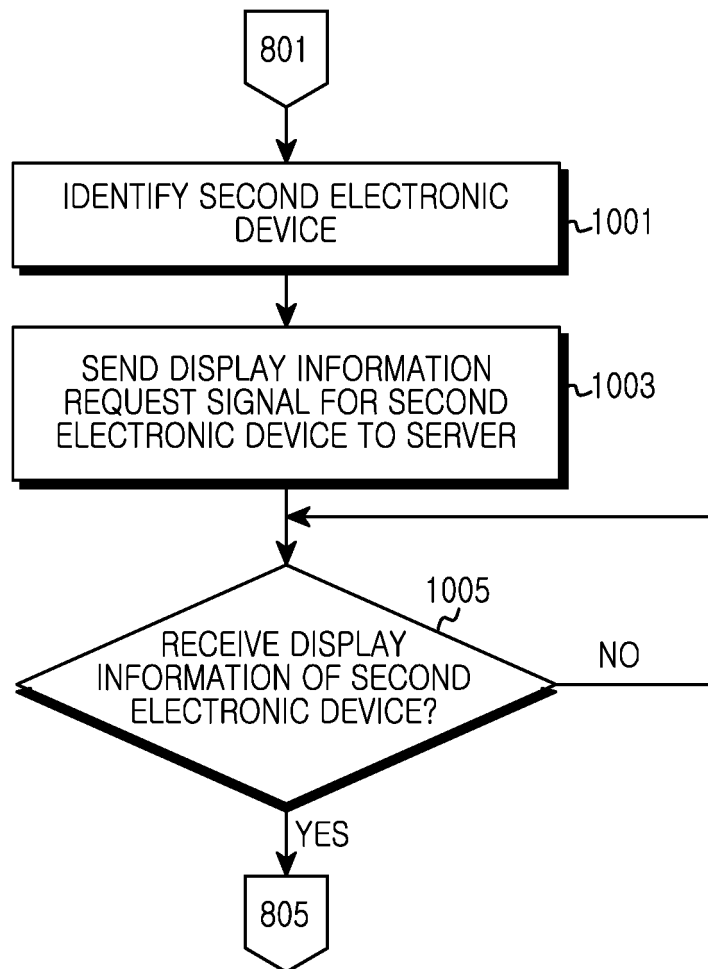 801
IDENTIFY SECOND ELECTRONIC
DEVICE
1001
SEND DISPLAY INFORMATION
REQUEST SIGNAL FOR SECOND
ELECTRONIC DEVICE TO SERVER
1003
1005
RECEIVE DISPLAY
INFORMATION OF SECOND
ELECTRONIC DEVICE?
NO
YES
805